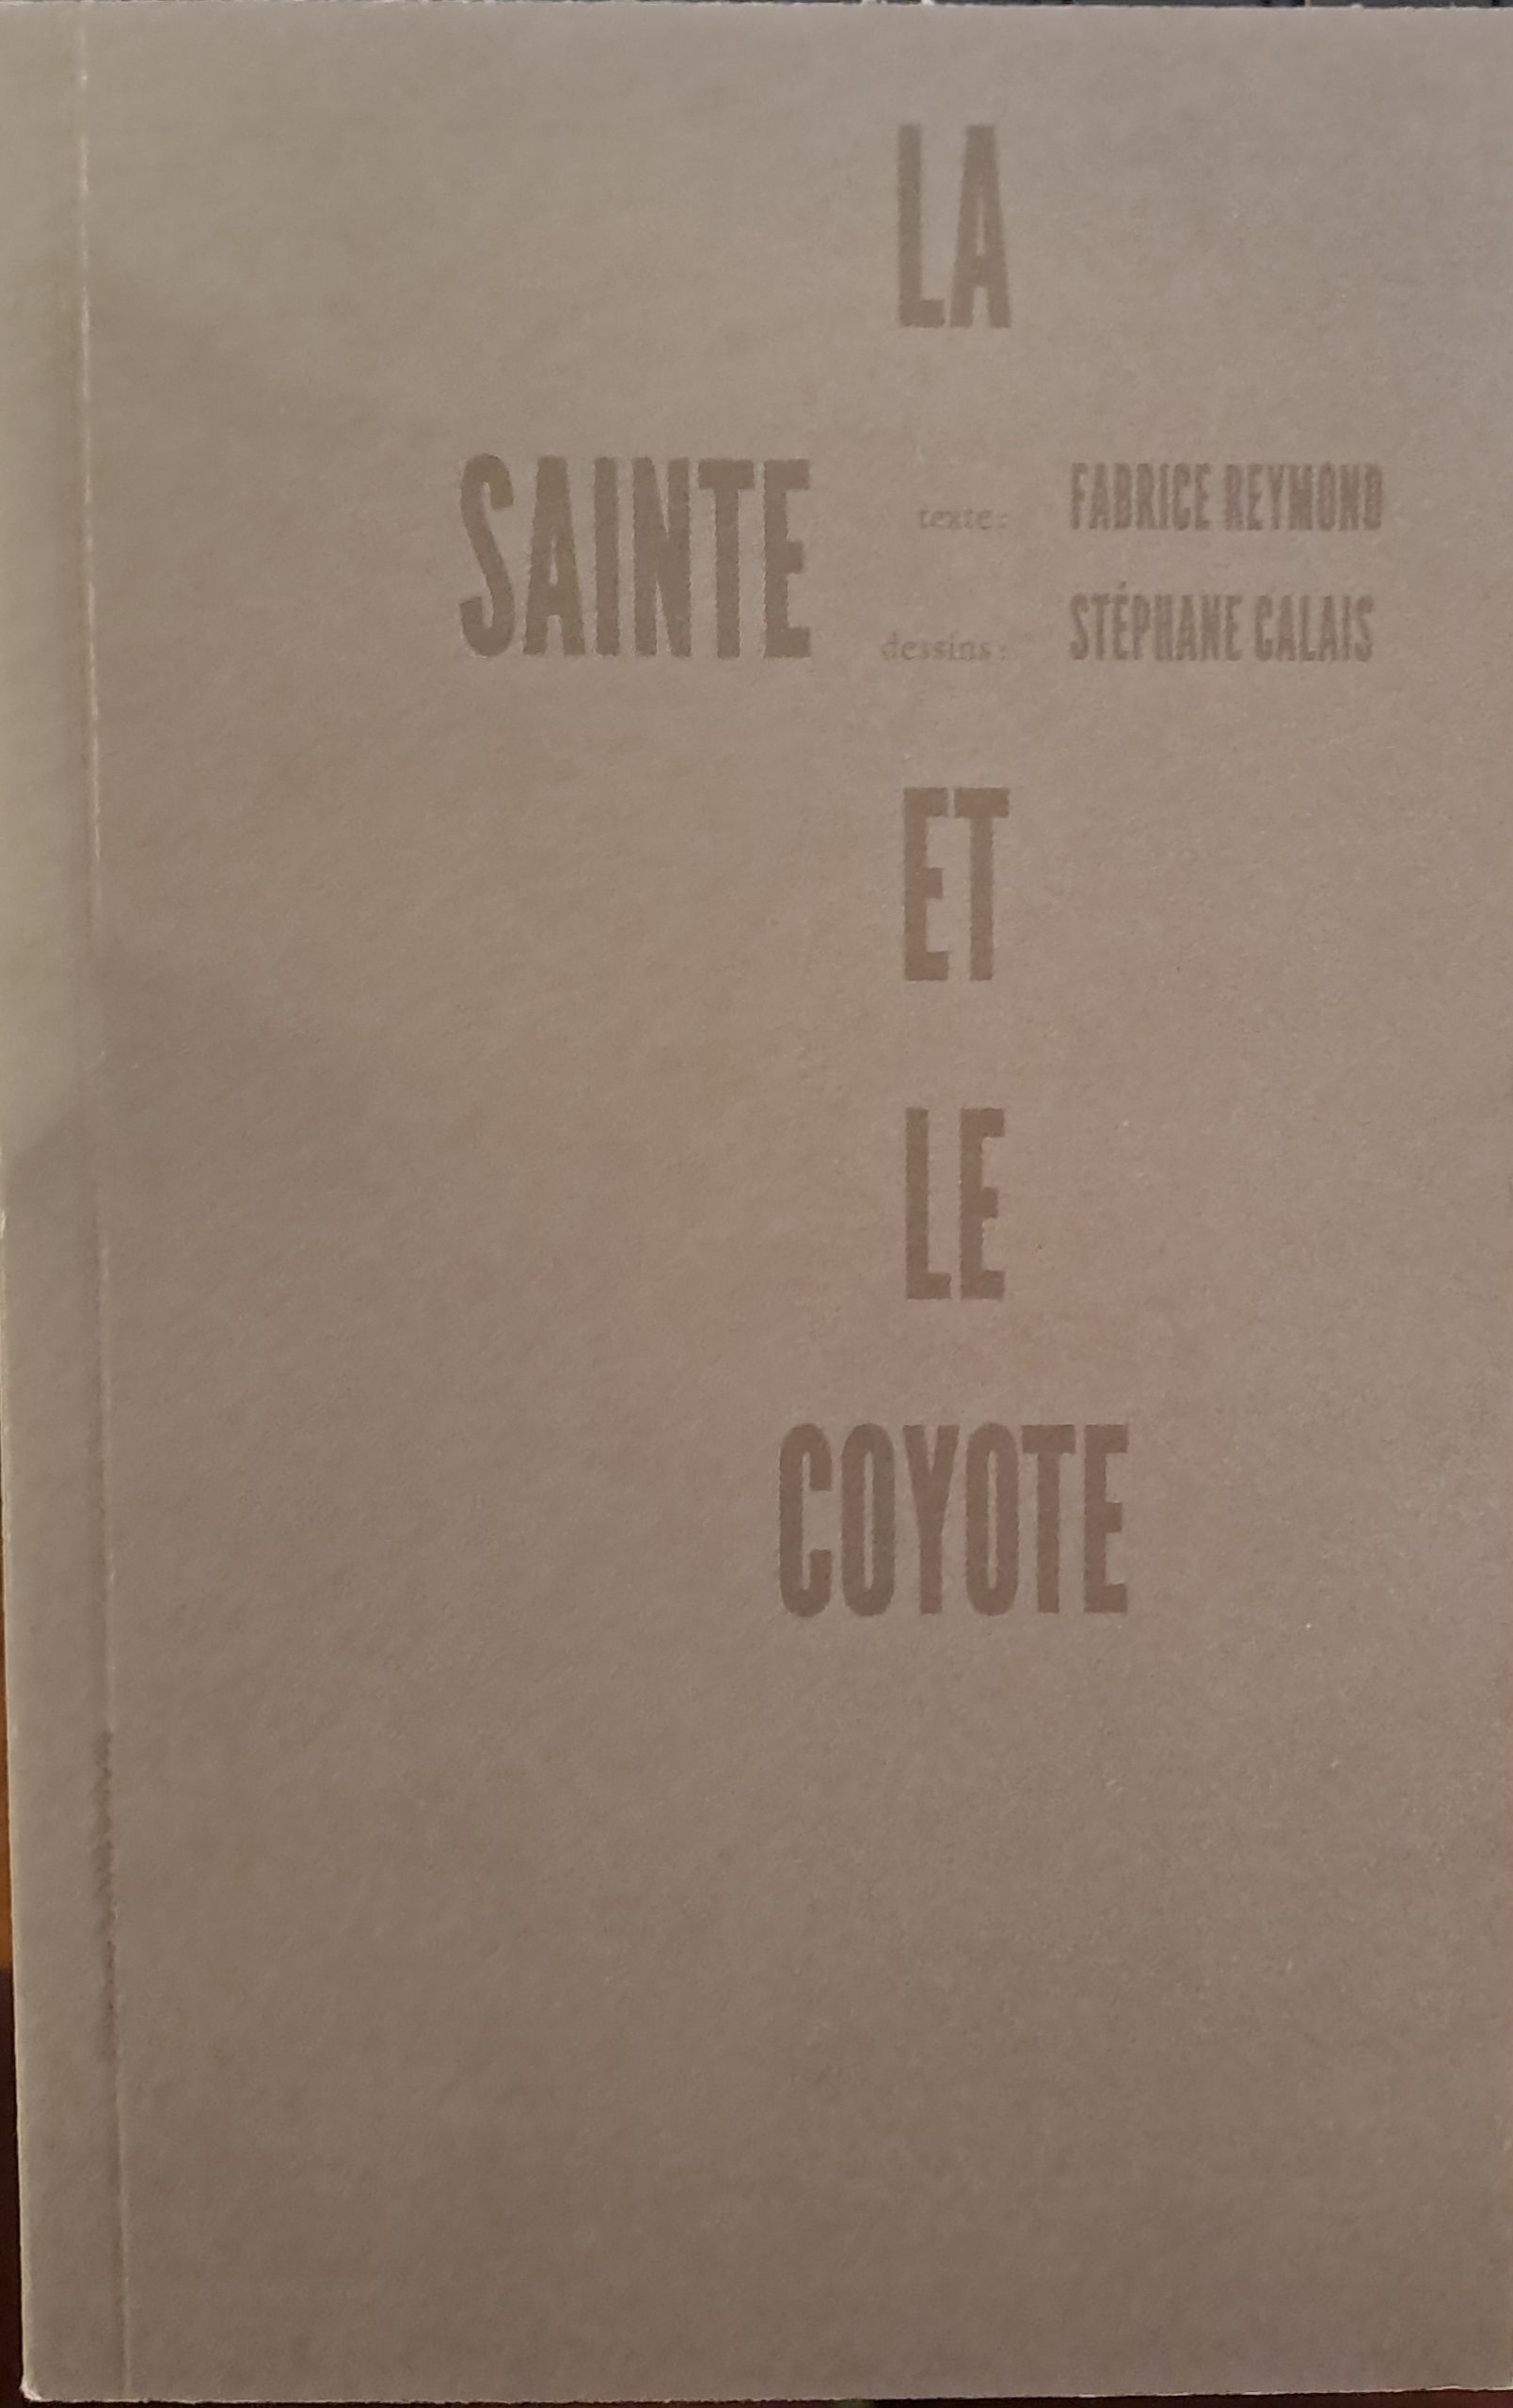 LA
SAINTE
texte: FABRICE REYMOND
dessins: STÉPHANE CALAIS
ET
LE
COYOTE